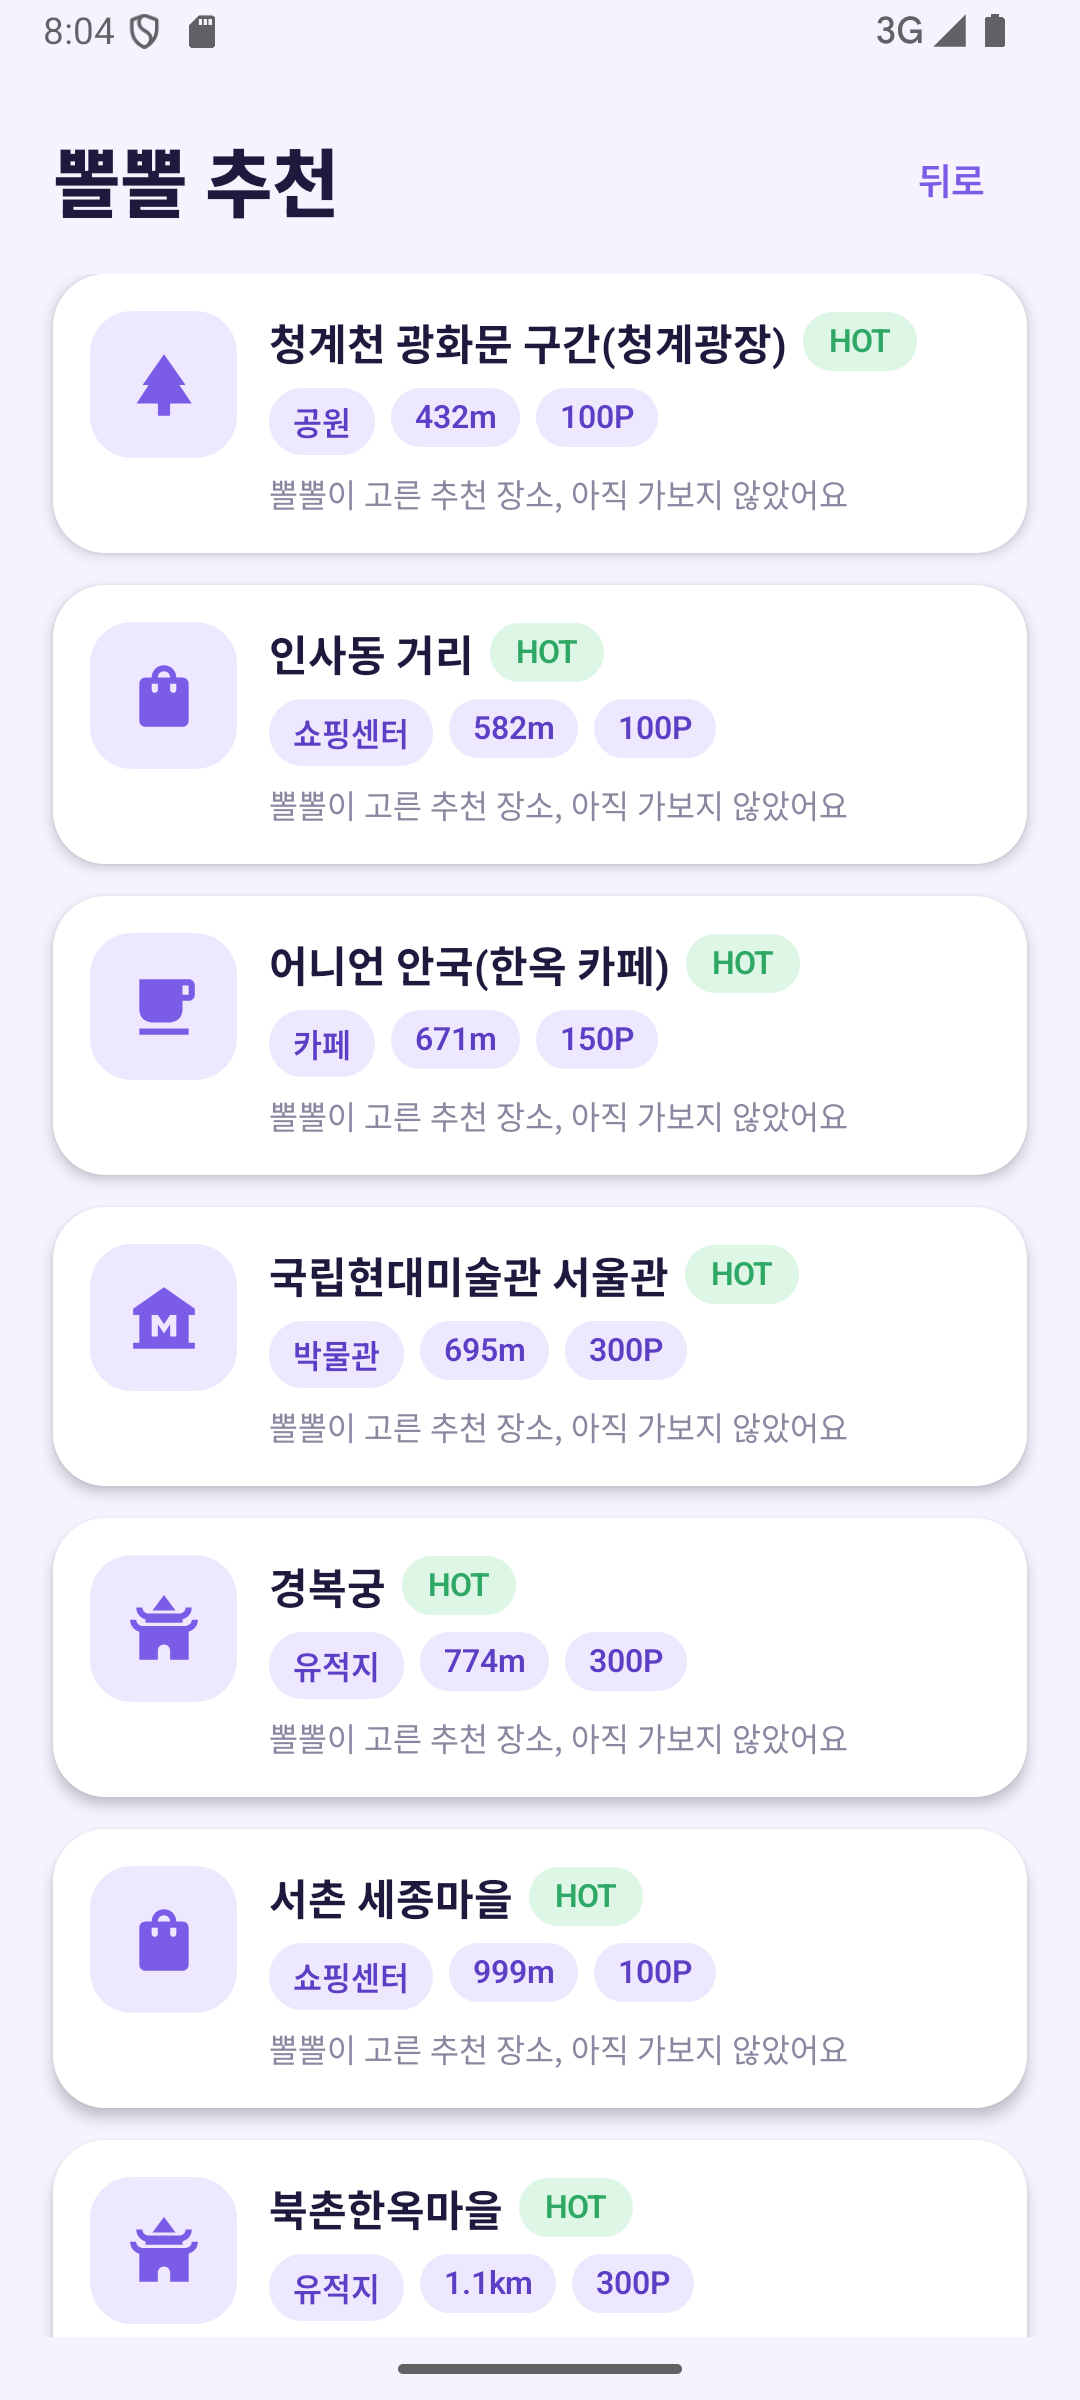 8:04
3G
뽈뽈 추천
뒤로
청계천 광화문 구간(청계광장) HOT
공원 432m 100P
뽈뽈이 고른 추천 장소, 아직 가보지 않았어요
인사동 거리 HOT
쇼핑센터 582m 100P
뽈뽈이 고른 추천 장소, 아직 가보지 않았어요
어니언 안국(한옥 카페) HOT
카페 671m 150P
뽈뽈이 고른 추천 장소, 아직 가보지 않았어요
국립현대미술관 서울관 HOT
박물관 695m 300P
뽈뽈이 고른 추천 장소, 아직 가보지 않았어요
경복궁 HOT
유적지 774m 300P
뽈뽈이 고른 추천 장소, 아직 가보지 않았어요
서촌 세종마을 HOT
쇼핑센터 999m 100P
뽈뽈이 고른 추천 장소, 아직 가보지 않았어요
북촌한옥마을 HOT
유적지 1.1km 300P